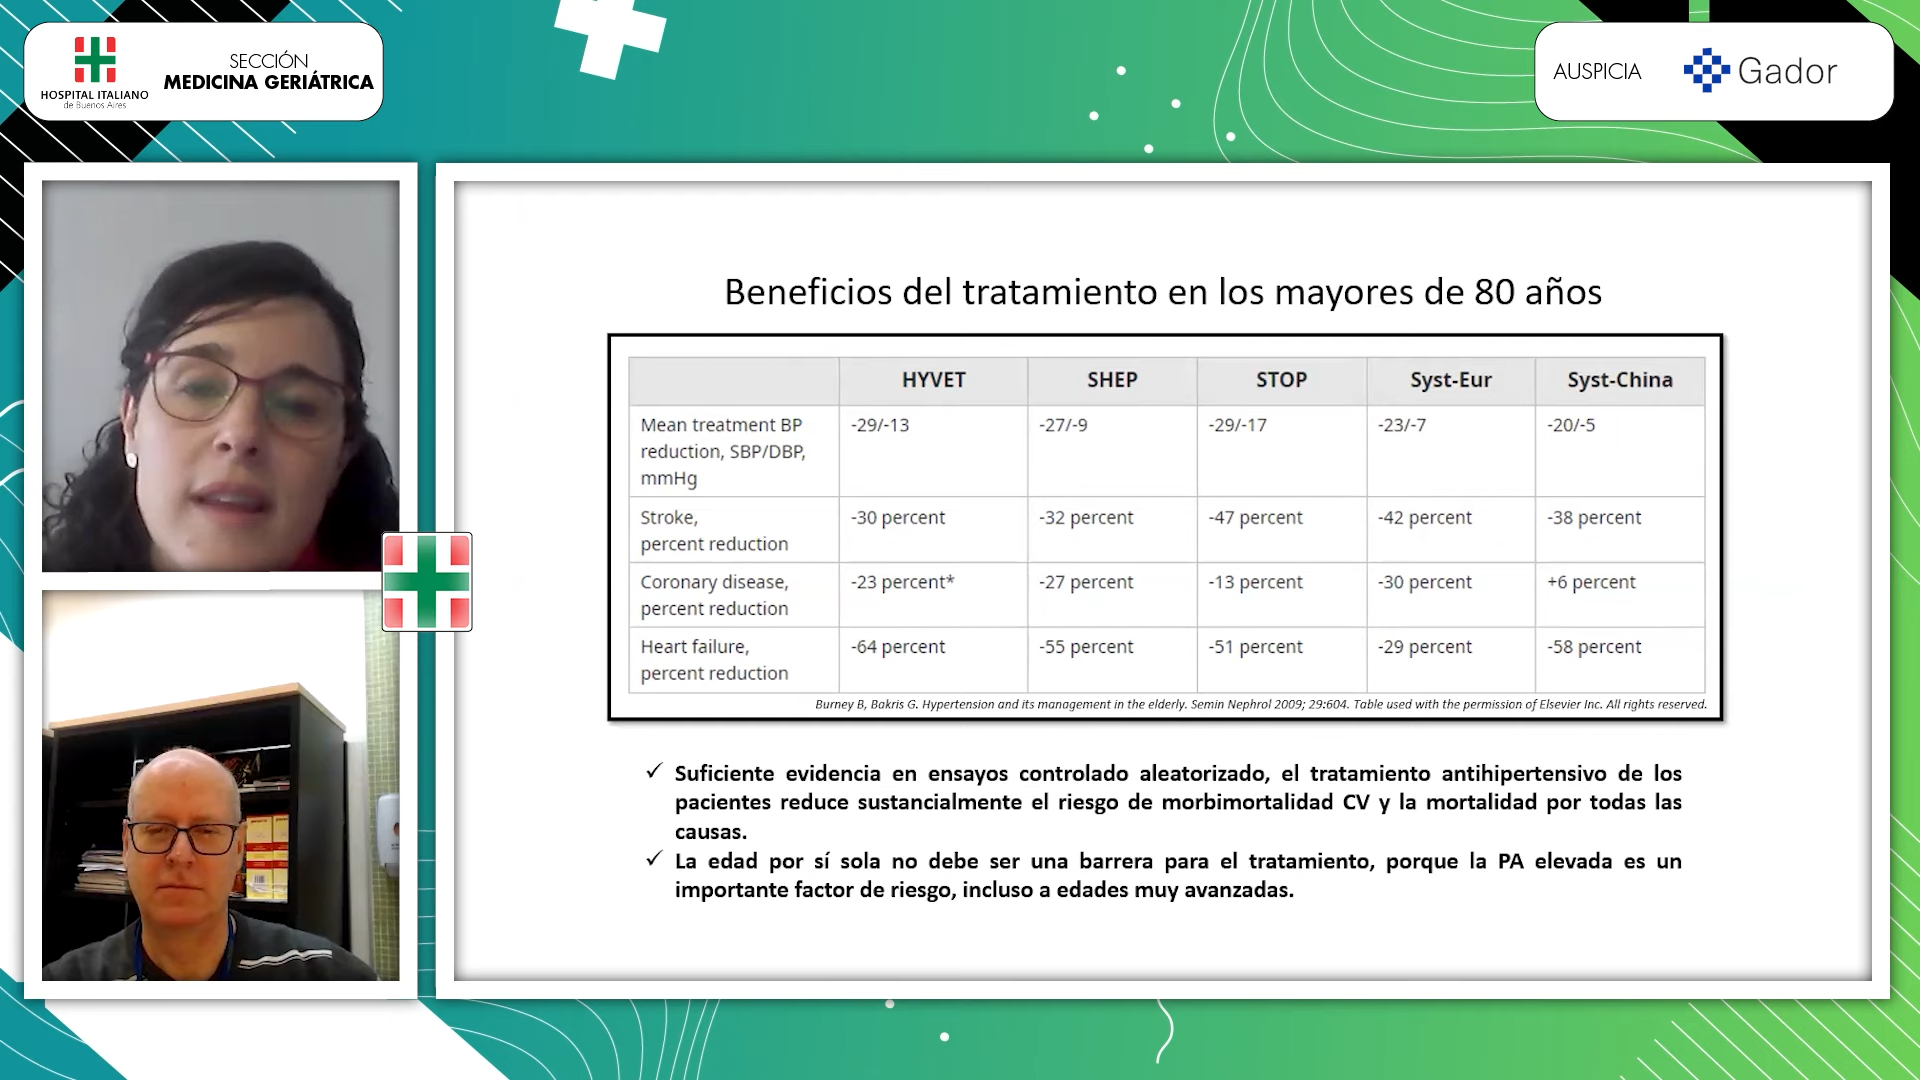 HOSPITAL ITALIANO
de Buenos Aires
SECCIÓN
MEDICINA GERIÁTRICA
AUSPICIA
Gador
Beneficios del tratamiento en los mayores de 80 años
HYVET SHEP STOP Syst-Eur Syst-China
Mean treatment BP
reduction, SBP/DBP,
mmHg
-29/-13 -27/-9 -29/-17 -23/-7 -20/-5
Stroke,
percent reduction
-30 percent -32 percent -47 percent -42 percent -38 percent
Coronary disease,
percent reduction
-23 percent* -27 percent -13 percent -30 percent +6 percent
Heart failure,
percent reduction
-64 percent -55 percent -51 percent -29 percent -58 percent
Burney B, Bakris G. Hypertension and its management in the elderly. Semin Nephrol 2009; 29:604. Table used with the permission of Elsevier Inc. All rights reserved.
✓ Suficiente evidencia en ensayos controlado aleatorizado, el tratamiento antihipertensivo de los
pacientes reduce sustancialmente el riesgo de morbimortalidad CV y la mortalidad por todas las
causas.
✓ La edad por sí sola no debe ser una barrera para el tratamiento, porque la PA elevada es un
importante factor de riesgo, incluso a edades muy avanzadas.